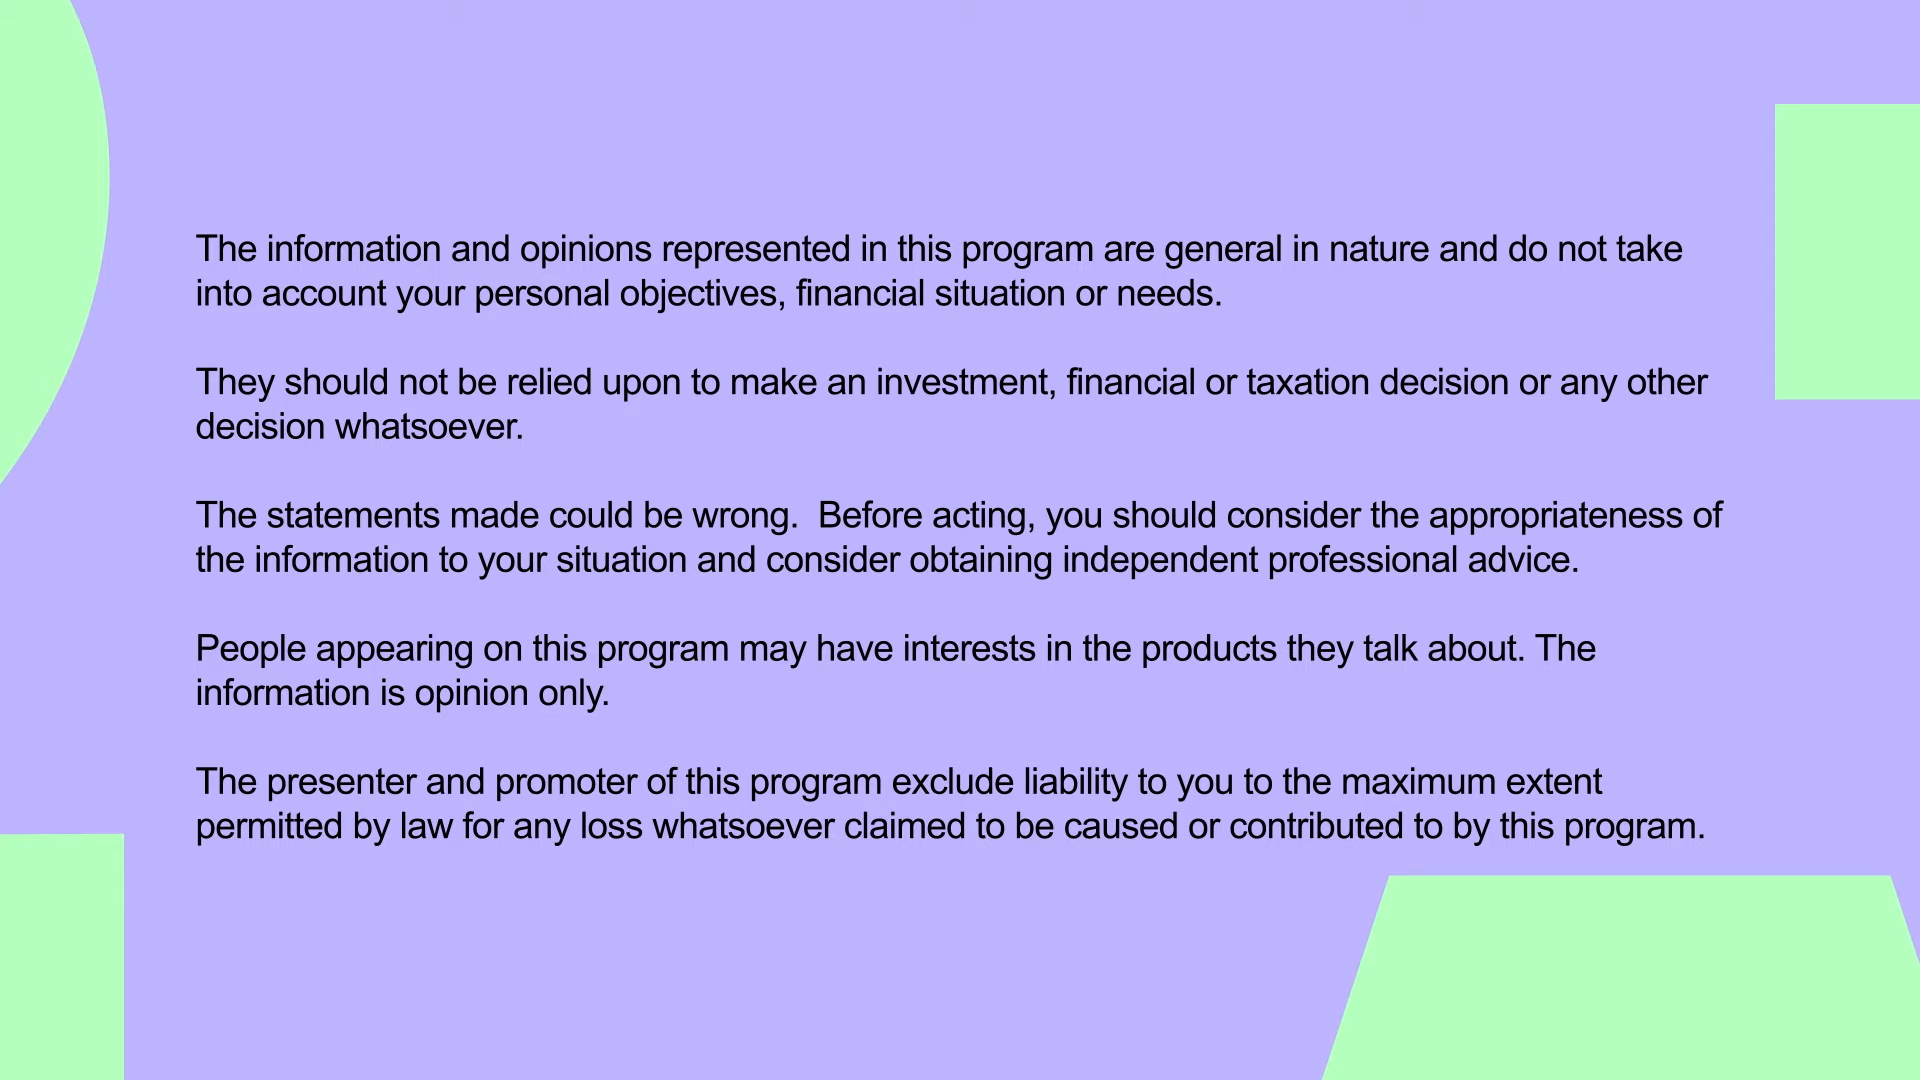 The information and opinions represented in this program are general in nature and do not take
into account your personal objectives, financial situation or needs.
They should not be relied upon to make an investment, financial or taxation decision or any other
decision whatsoever.
The statements made could be wrong.  Before acting, you should consider the appropriateness of
the information to your situation and consider obtaining independent professional advice.
People appearing on this program may have interests in the products they talk about. The
information is opinion only.
The presenter and promoter of this program exclude liability to you to the maximum extent
permitted by law for any loss whatsoever claimed to be caused or contributed to by this program.